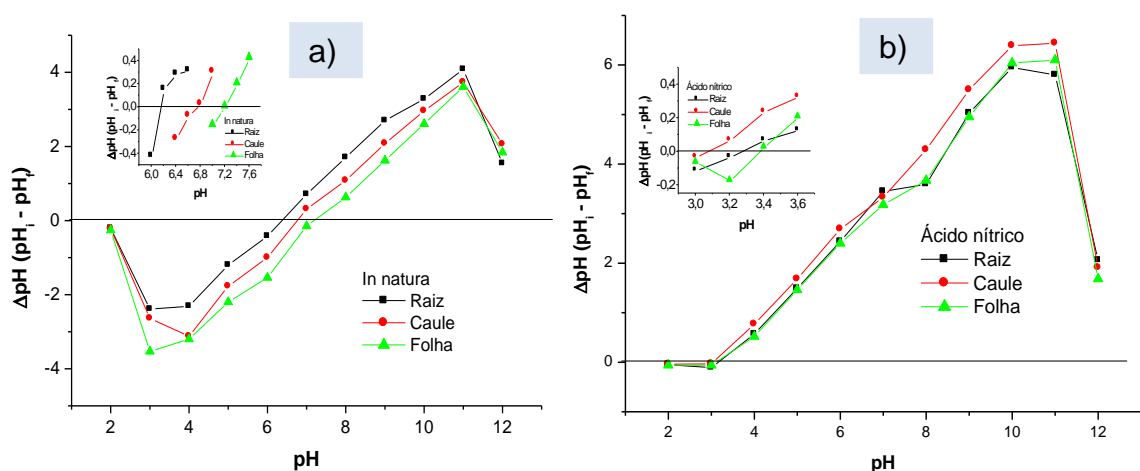 a)
ΔpH (pHi - pHf)
4
2
0
-2
-4
2 4 6 8 10 12
pH
In natura
Raiz
Caule
Folha
ΔpH (pH i - pH f)
0,4
0,2
0,0
-0,2
-0,4
6,0 6,4 6,8 7,2 7,6
pH
In natura
Raiz
Caule
Folha
b)
ΔpH (pHi - pHf)
6
4
2
0
2 4 6 8 10 12
pH
Ácido nítrico
Raiz
Caule
Folha
ΔpH (pH i - pH f)
0,4
0,2
0,0
-0,2
3,0 3,2 3,4 3,6
pH
Ácido nítrico
Raiz
Caule
Folha